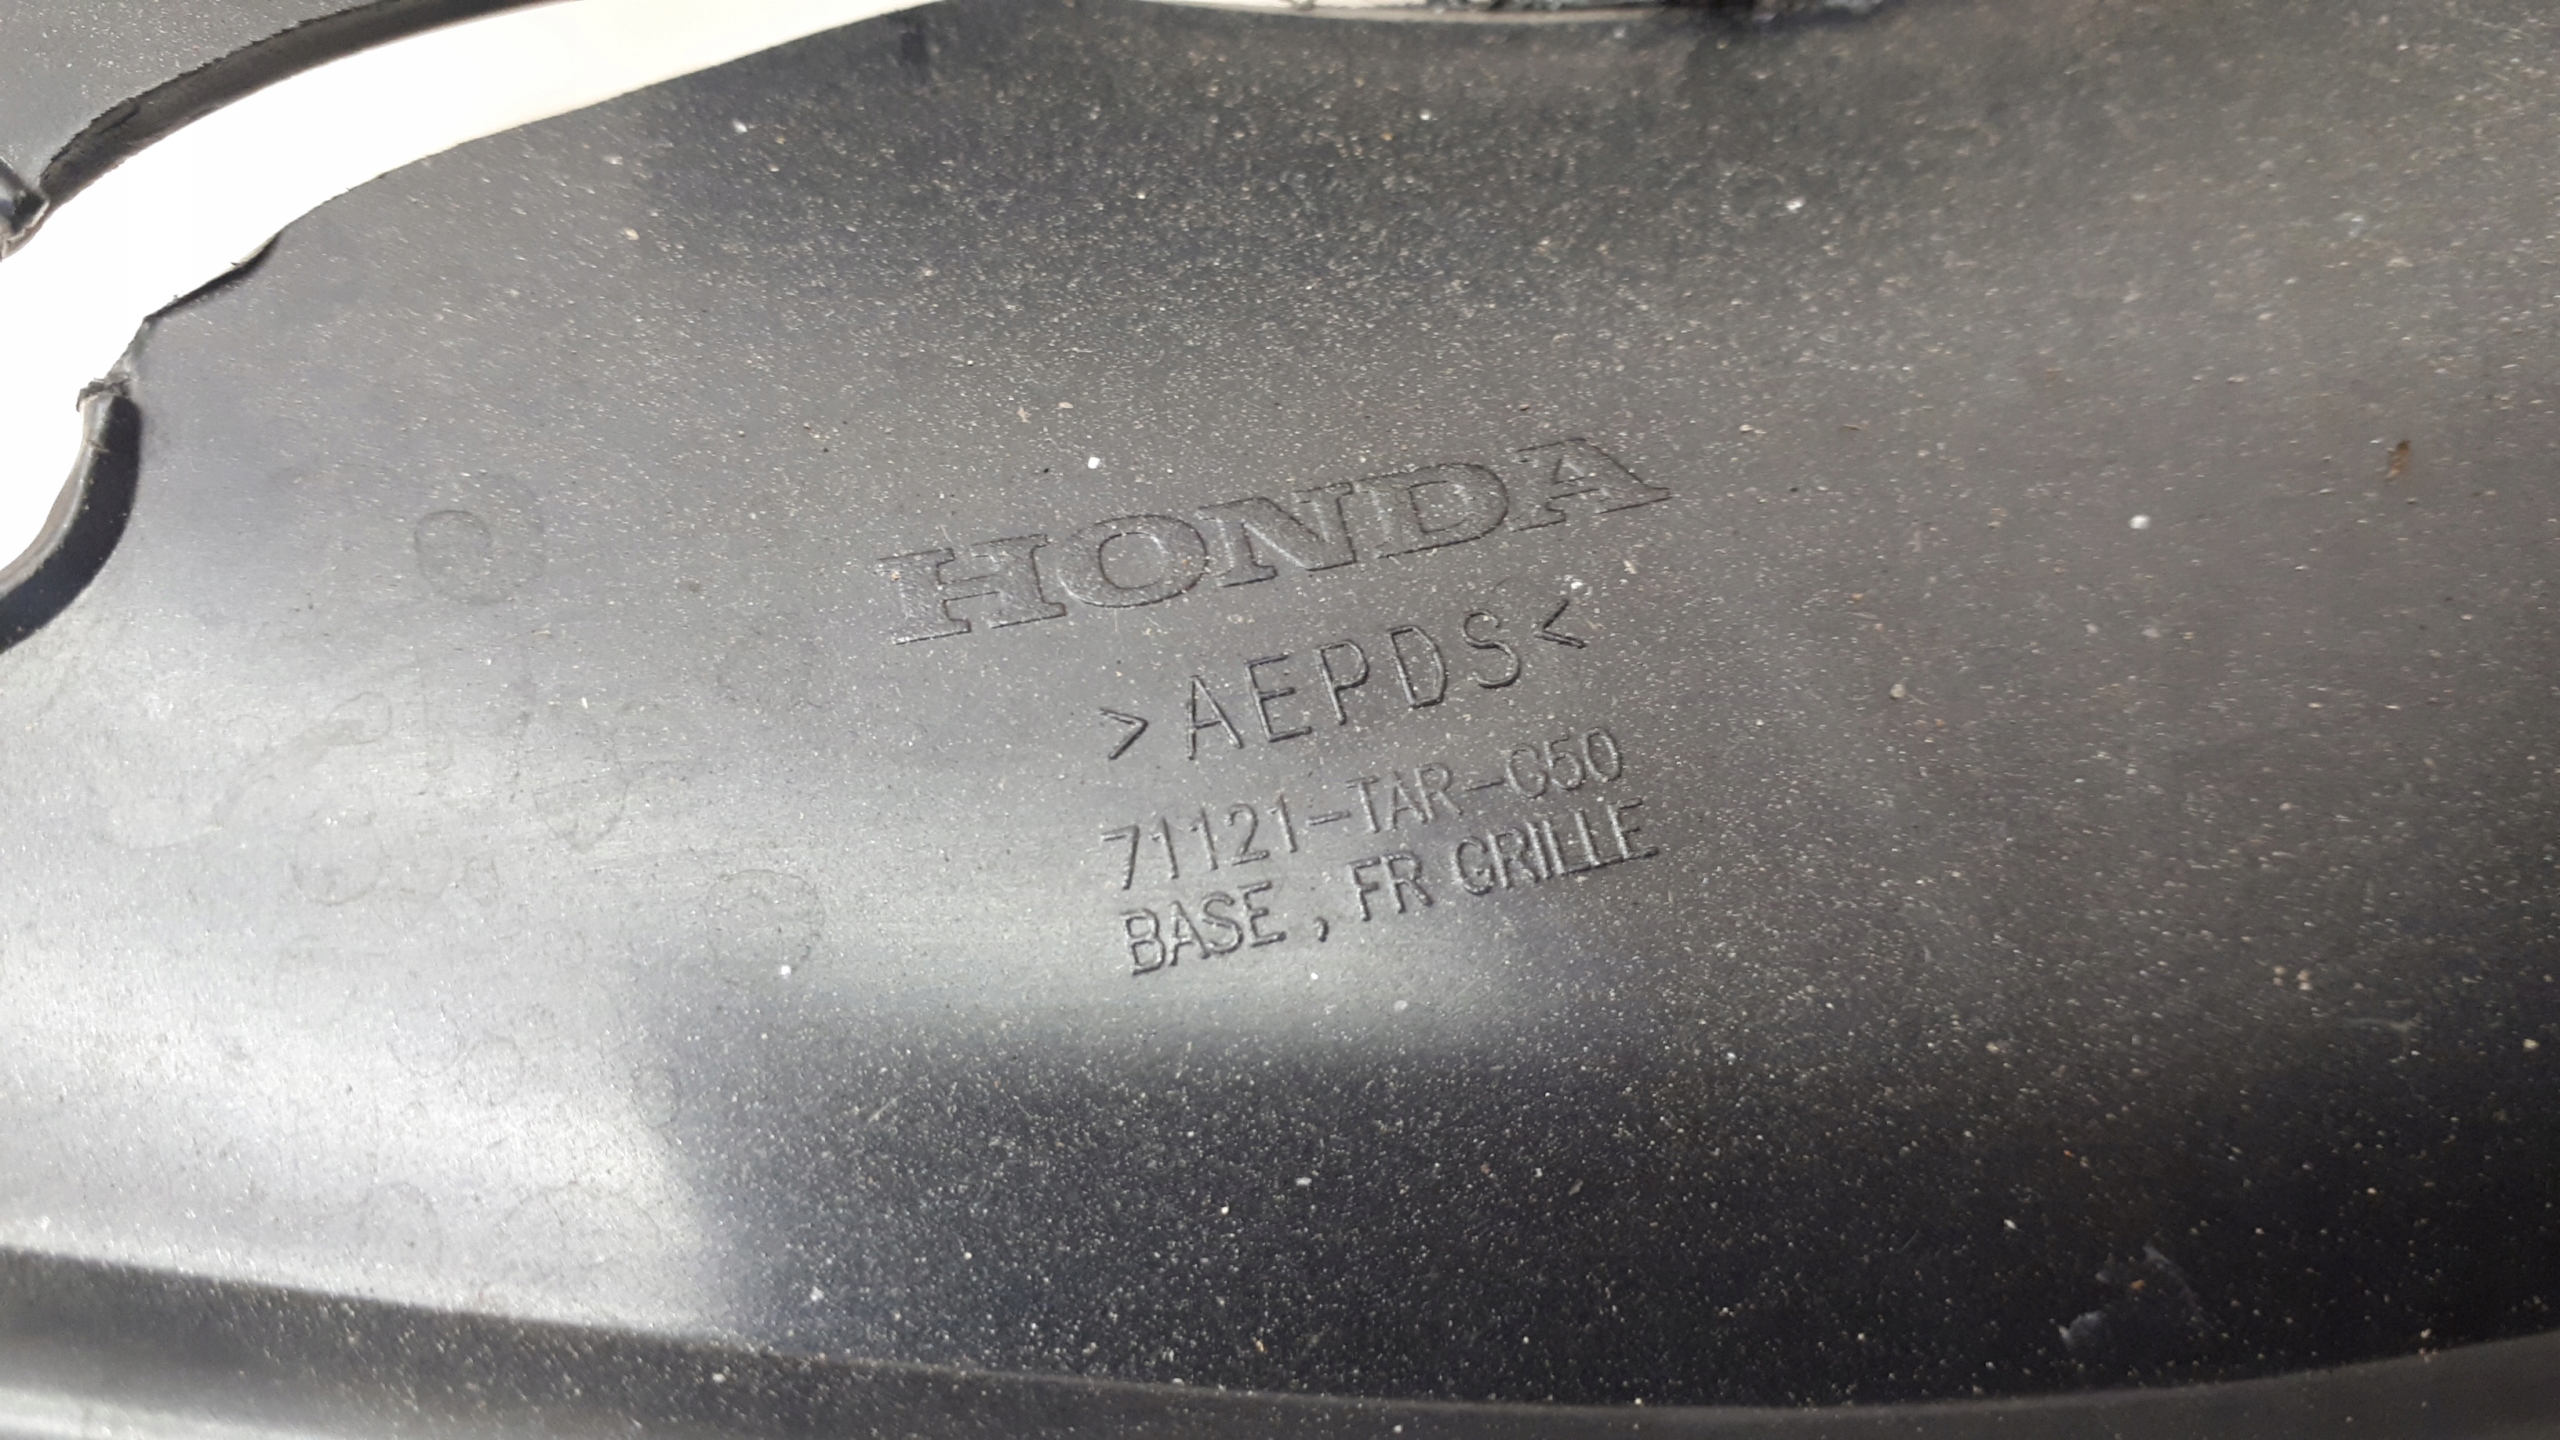 HONDA
>AEPDS<
71121-TAR-G50
BASE, FR GRILLE